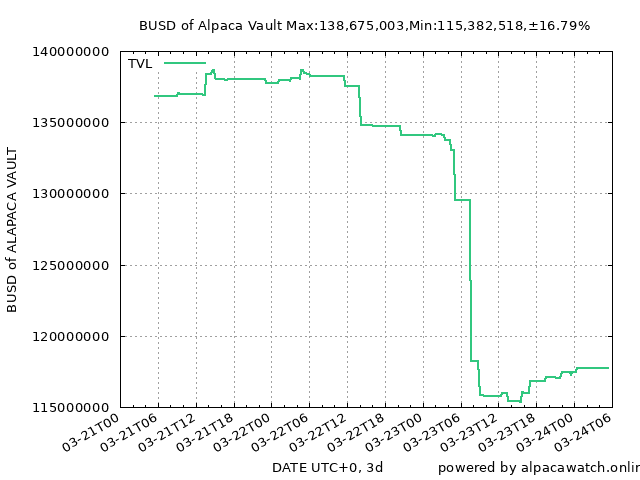 BUSD of Alpaca Vault Max:138,675,003,Min:115,382,518,±16.79%
TVL
140000000
135000000
130000000
125000000
120000000
115000000
BUSD of ALAPACA VAULT
03-21T00
03-21T06
03-21T12
03-21T18
03-22T00
03-22T06
03-22T12
03-22T18
03-23T00
03-23T06
03-23T12
03-23T18
03-24T00
03-24T06
DATE UTC+0, 3d
powered by alpacawatch.onlin